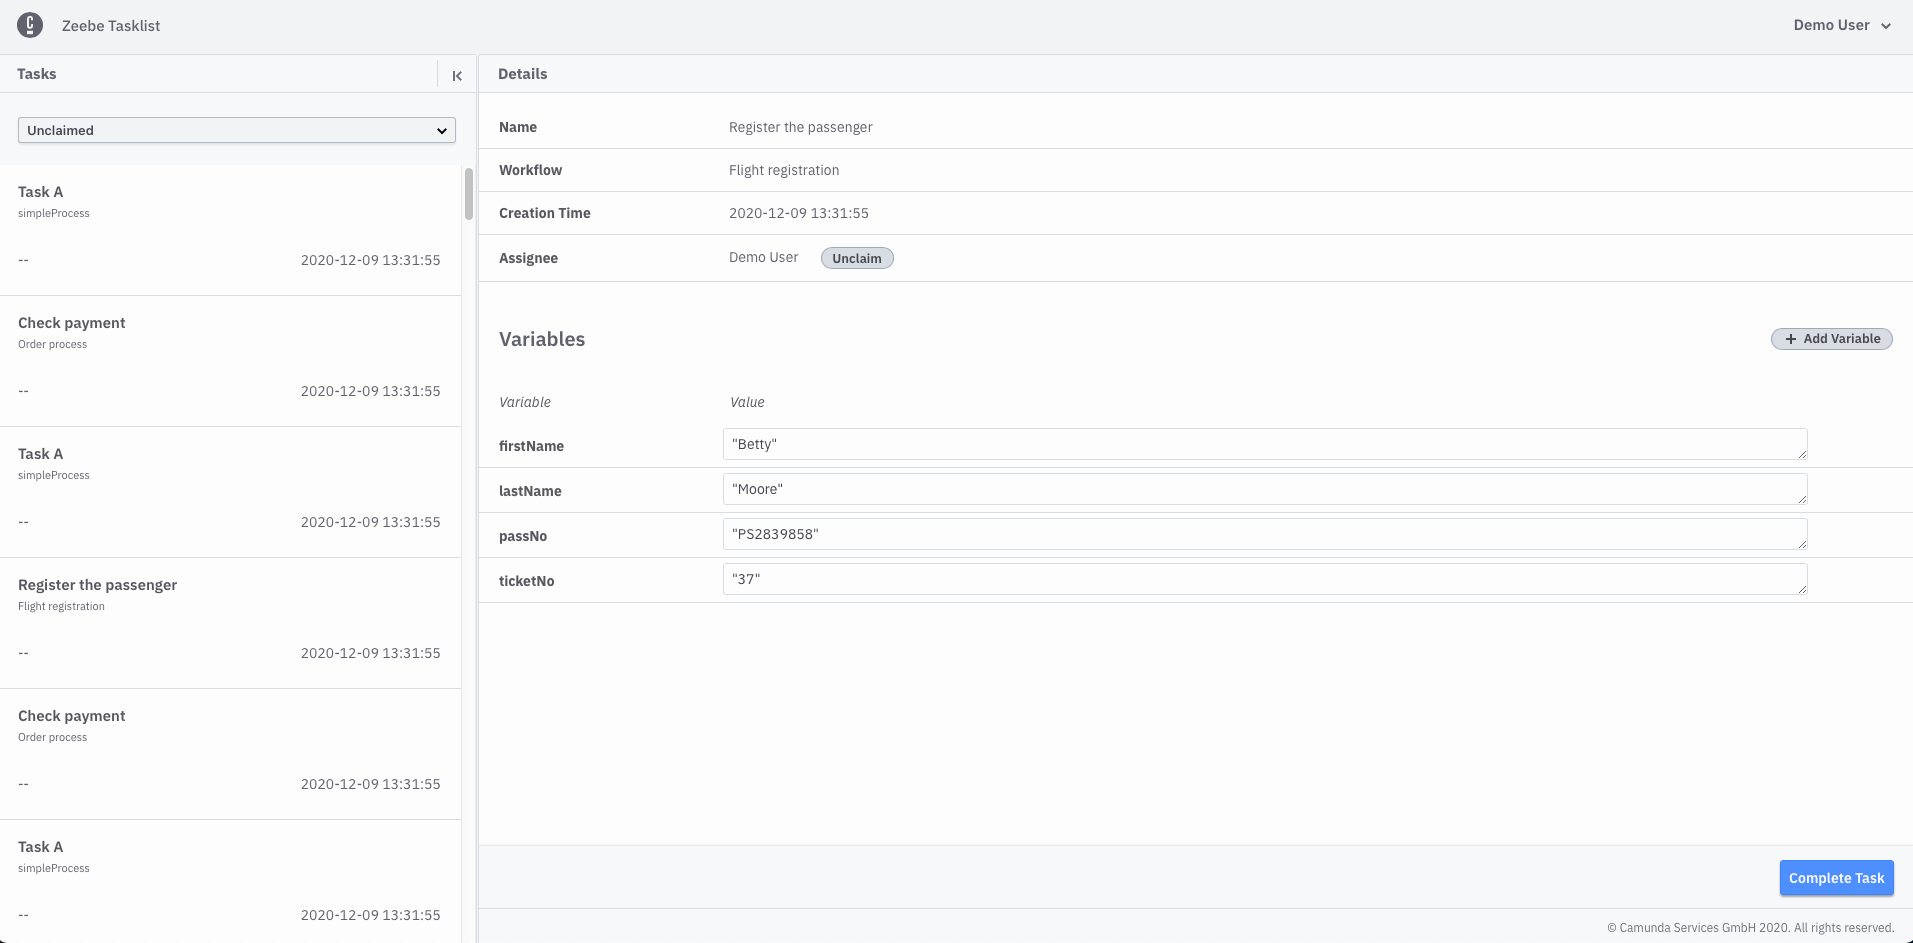 Zeebe Tasklist
Demo User
Tasks
Unclaimed
Task A
simpleProcess
-- 2020-12-09 13:31:55
Check payment
Order process
-- 2020-12-09 13:31:55
Task A
simpleProcess
-- 2020-12-09 13:31:55
Register the passenger
Flight registration
-- 2020-12-09 13:31:55
Check payment
Order process
-- 2020-12-09 13:31:55
Task A
simpleProcess
-- 2020-12-09 13:31:55
Details
Name Register the passenger
Workflow Flight registration
Creation Time 2020-12-09 13:31:55
Assignee Demo User Unclaim
Variables + Add Variable
Variable Value
firstName "Betty"
lastName "Moore"
passNo "PS2839858"
ticketNo "37"
Complete Task
© Camunda Services GmbH 2020. All rights reserved.